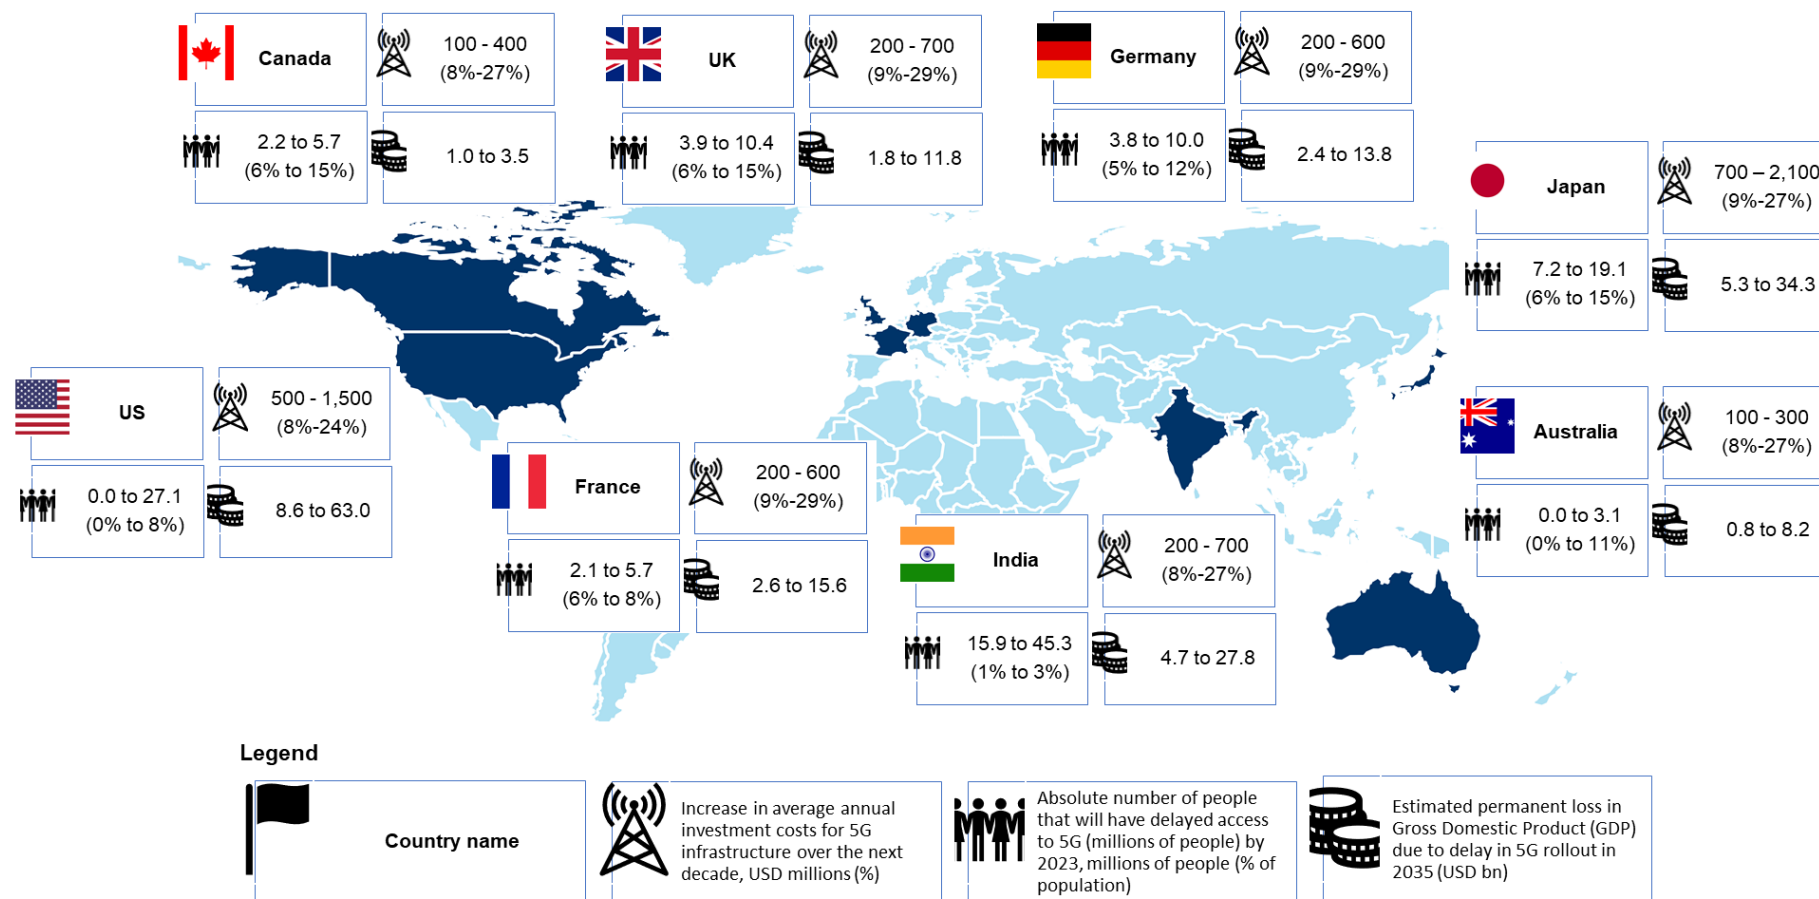 Canada
100 - 400
(8%-27%)
2.2 to 5.7
(6% to 15%)
1.0 to 3.5
UK
200 - 700
(9%-29%)
3.9 to 10.4
(6% to 15%)
1.8 to 11.8
Germany
200 - 600
(9%-29%)
3.8 to 10.0
(5% to 12%)
2.4 to 13.8
Japan
700 – 2,100
(9%-27%)
7.2 to 19.1
(6% to 15%)
5.3 to 34.3
US
500 - 1,500
(8%-24%)
0.0 to 27.1
(0% to 8%)
8.6 to 63.0
Australia
100 - 300
(8%-27%)
0.0 to 3.1
(0% to 11%)
0.8 to 8.2
France
200 - 600
(9%-29%)
2.1 to 5.7
(6% to 8%)
2.6 to 15.6
India
200 - 700
(8%-27%)
15.9 to 45.3
(1% to 3%)
4.7 to 27.8
Legend
Country name
Increase in average annual
investment costs for 5G
infrastructure over the next
decade, USD millions (%)
Absolute number of people
that will have delayed access
to 5G (millions of people) by
2023, millions of people (% of
population)
Estimated permanent loss in
Gross Domestic Product (GDP)
due to delay in 5G rollout in
2035 (USD bn)